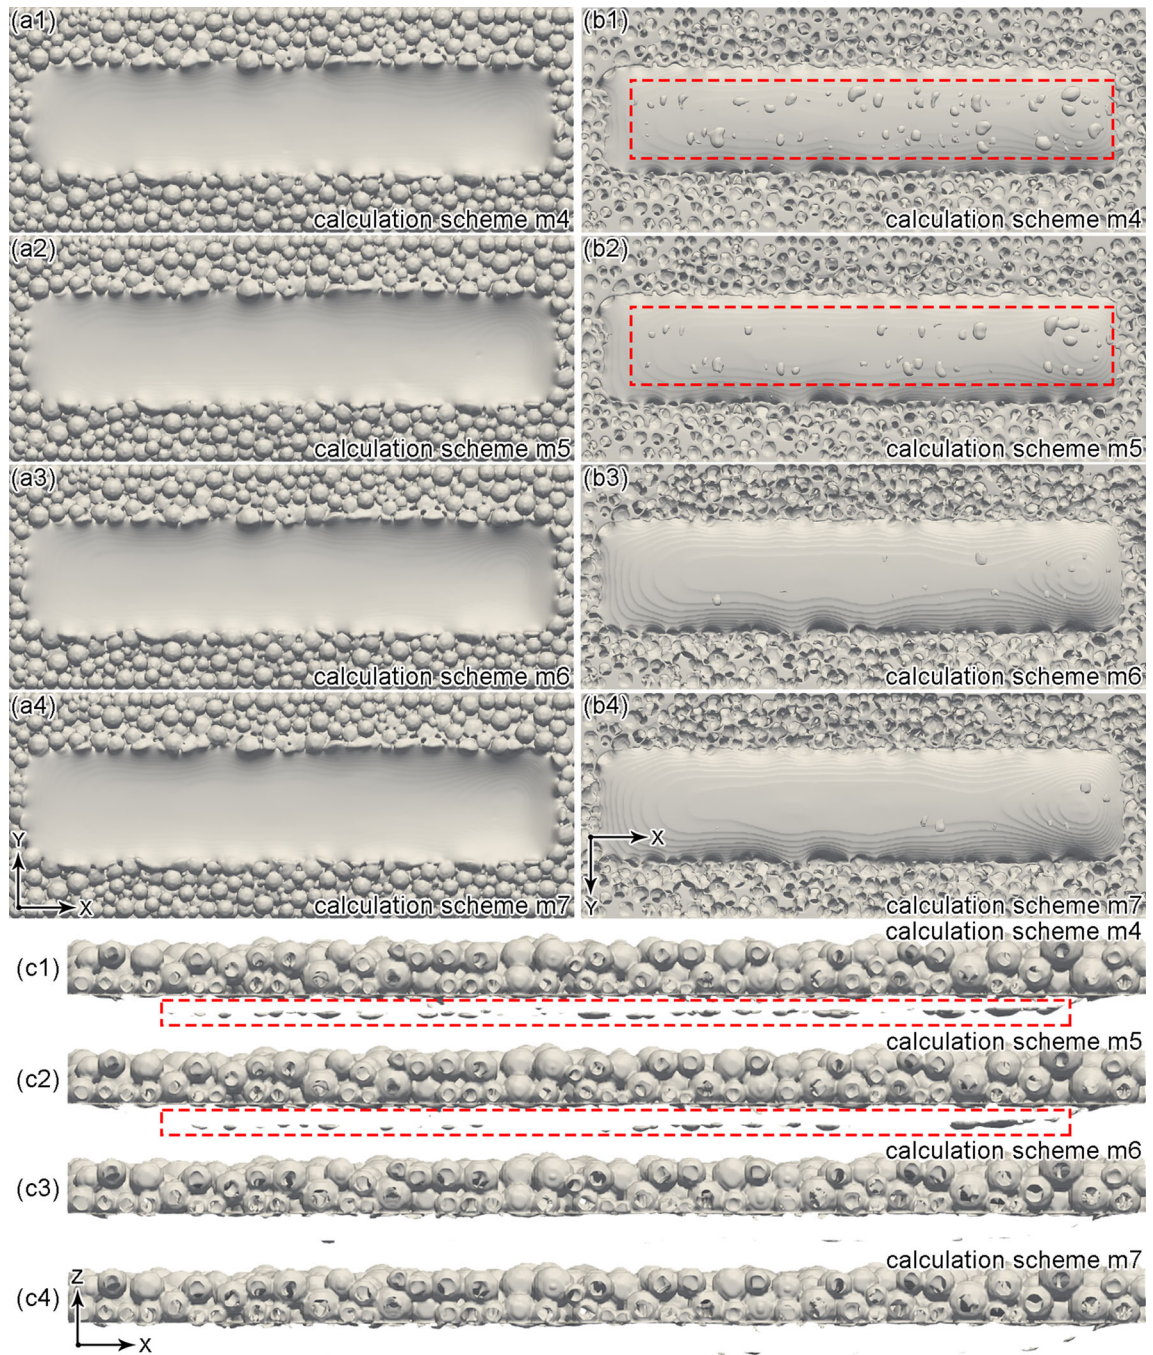 (a1)
calculation scheme m4
(b1)
calculation scheme m4
(a2)
calculation scheme m5
(b2)
calculation scheme m5
(a3)
calculation scheme m6
(b3)
calculation scheme m6
(a4)
Y
X
calculation scheme m7
(b4)
X
Y
calculation scheme m7
calculation scheme m4
(c1)
calculation scheme m5
(c2)
calculation scheme m6
(c3)
calculation scheme m7
(c4)
Z
X